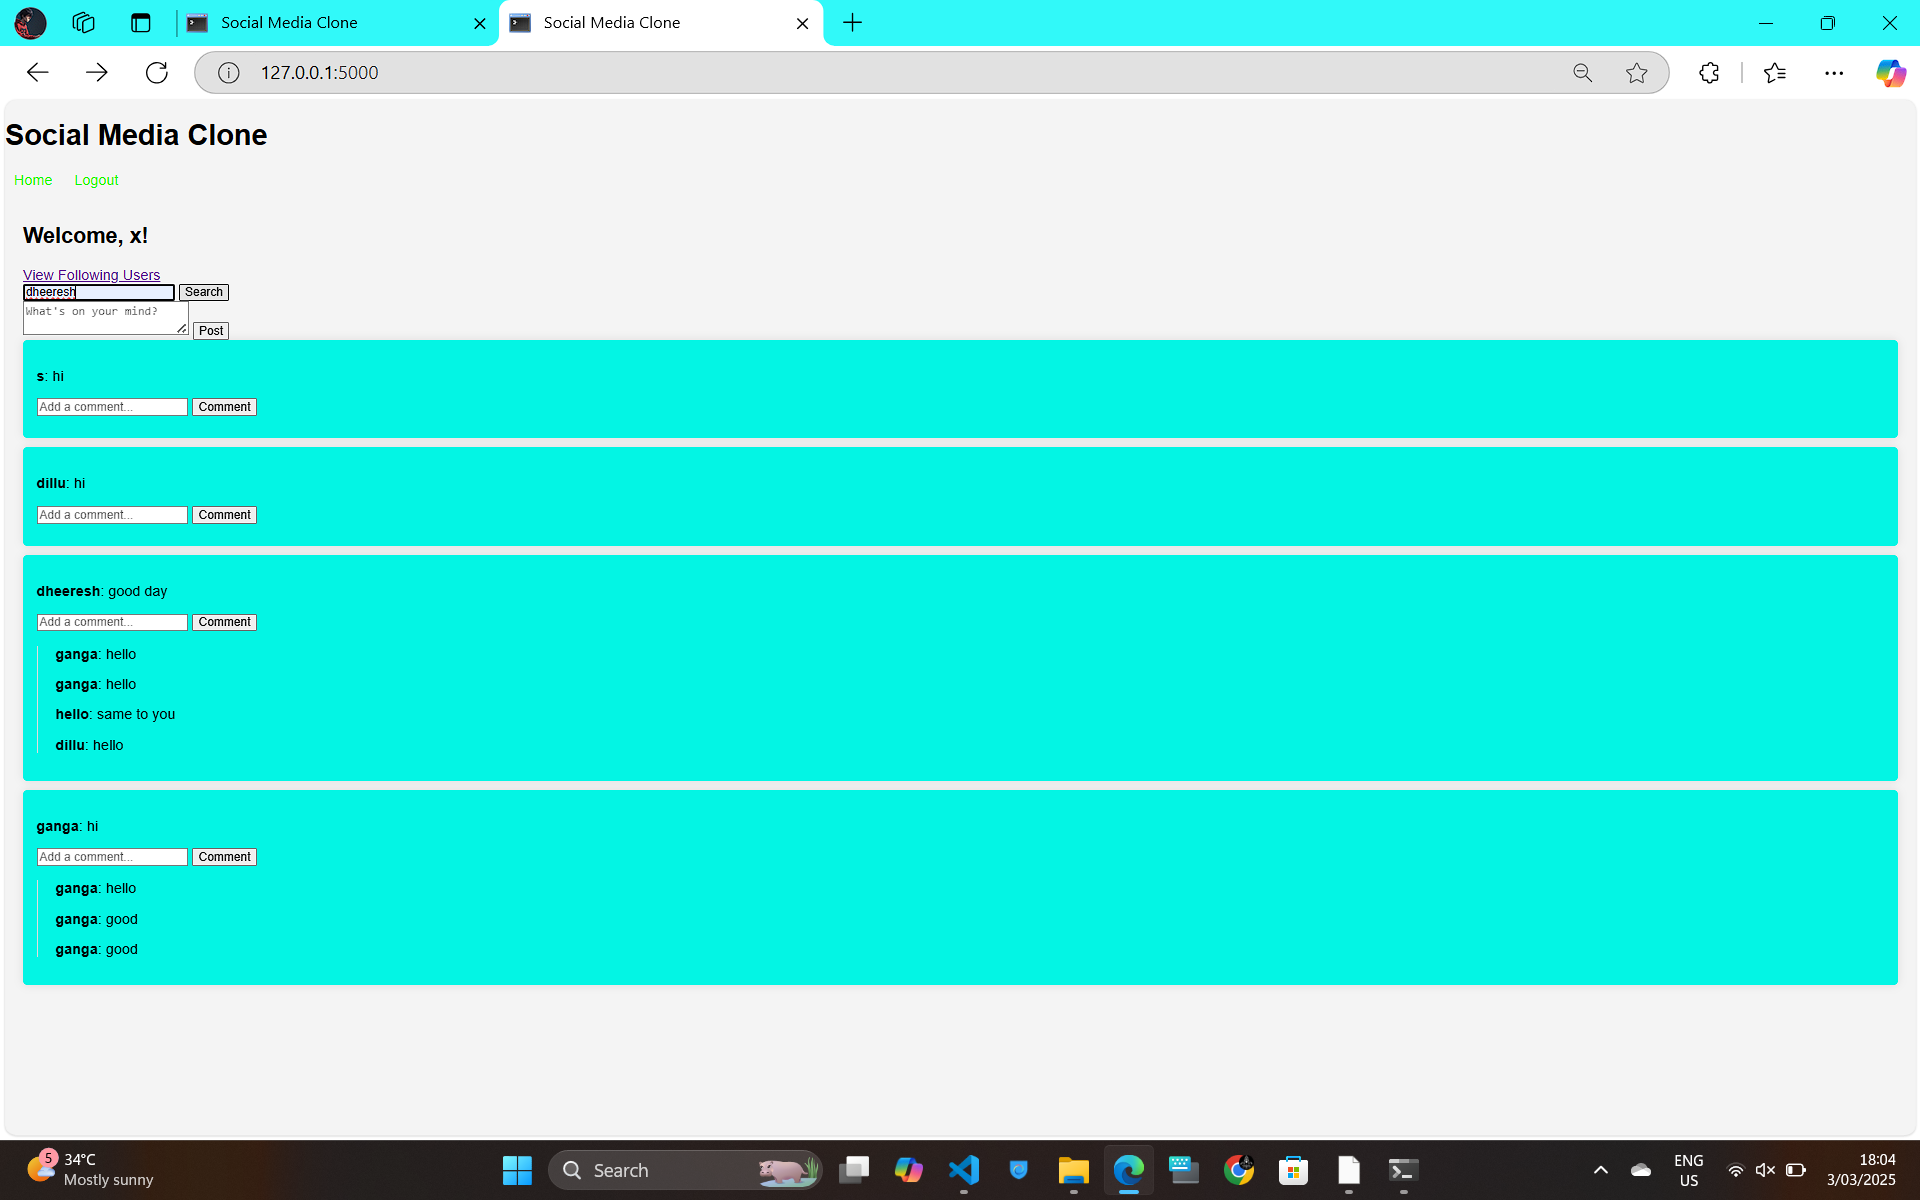 Social Media Clone
Social Media Clone
127.0.0.1:5000
Social Media Clone
Home Logout
Welcome, x!
View Following Users
dheeresh Search
What's on your mind? Post
s: hi
Add a comment... Comment
dillu: hi
Add a comment... Comment
dheeresh: good day
Add a comment... Comment
ganga: hello
ganga: hello
hello: same to you
dillu: hello
ganga: hi
Add a comment... Comment
ganga: hello
ganga: good
ganga: good
5
34°C
Mostly sunny
Search
ENG
US
18:04
3/03/2025